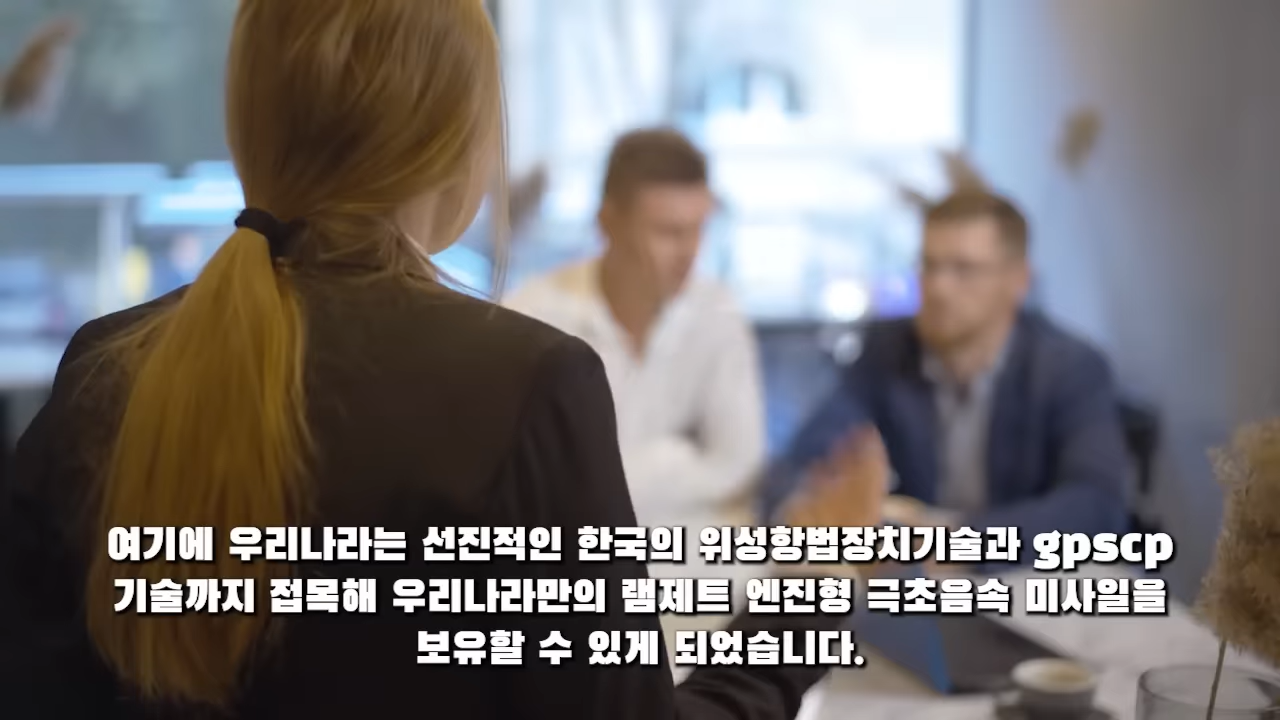 여기에 우리나라는 선진적인 한국의 위성항법장치기술과 gpscp
기술까지 접목해 우리나라만의 램제트 엔진형 극초음속 미사일을
보유할 수 있게 되었습니다.